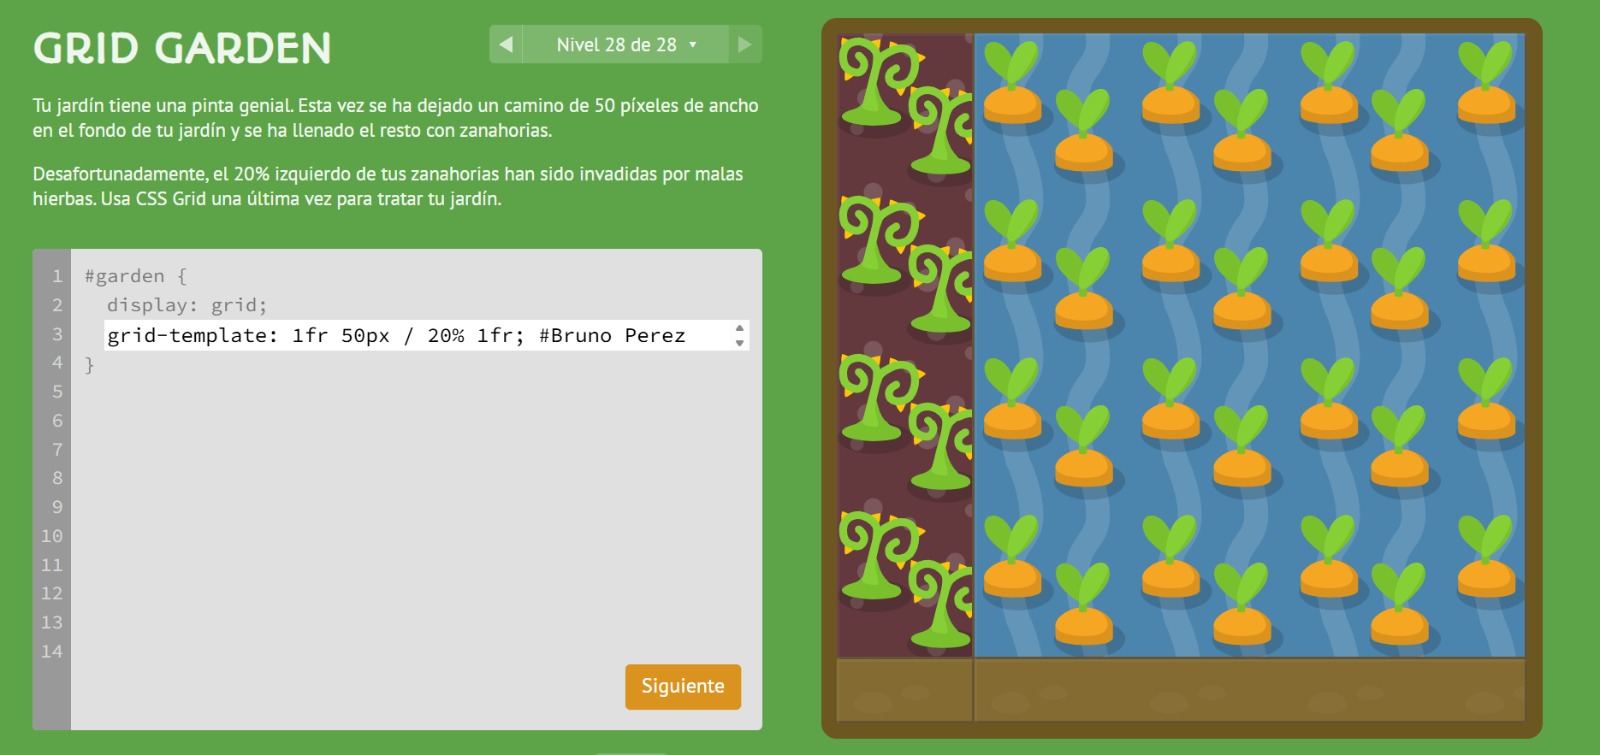 GRID GARDEN
◀ Nivel 28 de 28 ▾ ▶
Tu jardín tiene una pinta genial. Esta vez se ha dejado un camino de 50 píxeles de ancho
en el fondo de tu jardín y se ha llenado el resto con zanahorias.
Desafortunadamente, el 20% izquierdo de tus zanahorias han sido invadidas por malas
hierbas. Usa CSS Grid una última vez para tratar tu jardín.
1 #garden {
2 display: grid;
3 grid-template: 1fr 50px / 20% 1fr; #Bruno Perez
4 }
5
6
7
8
9
10
11
12
13
14
Siguiente